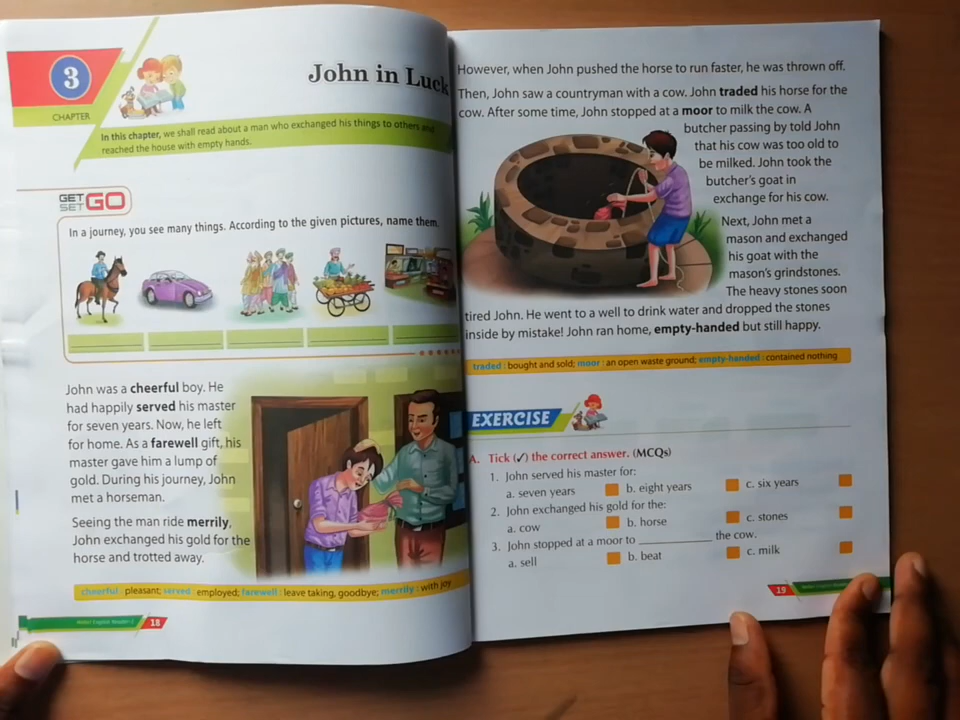 3
CHAPTER
John in Luck
In this chapter, we shall read about a man who exchanged his things to others and
reached the house with empty hands.
GET
SET GO
In a journey, you see many things. According to the given pictures, name them.
John was a cheerful boy. He
had happily served his master
for seven years. Now, he left
for home. As a farewell gift, his
master gave him a lump of
gold. During his journey, John
met a horseman.
Seeing the man ride merrily,
John exchanged his gold for the
horse and trotted away.
cheerful : pleasant; served : employed; farewell : leave taking, goodbye; merrily : with joy
18
However, when John pushed the horse to run faster, he was thrown off.
Then, John saw a countryman with a cow. John traded his horse for the
cow. After some time, John stopped at a moor to milk the cow. A
butcher passing by told John
that his cow was too old to
be milked. John took the
butcher's goat in
exchange for his cow.
Next, John met a
mason and exchanged
his goat with the
mason's grindstones.
The heavy stones soon
tired John. He went to a well to drink water and dropped the stones
inside by mistake! John ran home, empty-handed but still happy.
traded : bought and sold; moor : an open waste ground; empty-handed : contained nothing
EXERCISE
A. Tick (✓) the correct answer. (MCQs)
1. John served his master for:
a. seven years b. eight years c. six years
2. John exchanged his gold for the:
a. cow b. horse c. stones
3. John stopped at a moor to __________ the cow.
a. sell b. beat c. milk
19